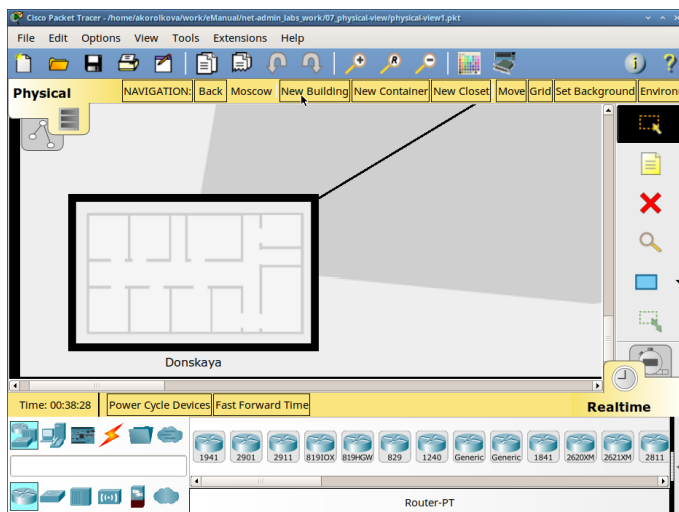 Cisco Packet Tracer - /home/akorolkova/work/eManual/net-admin_labs_work/07_physical-view/physical-view1.pkt
File Edit Options View Tools Extensions Help
Physical NAVIGATION: Back Moscow New Building New Container New Closet Move Grid Set Background Environ
Donskaya
Time: 00:38:28 Power Cycle Devices Fast Forward Time Realtime
1941 2901 2911 819IOX 819HGW 829 1240 Generic Generic 1841 2620XM 2621XM 2811
Router-PT